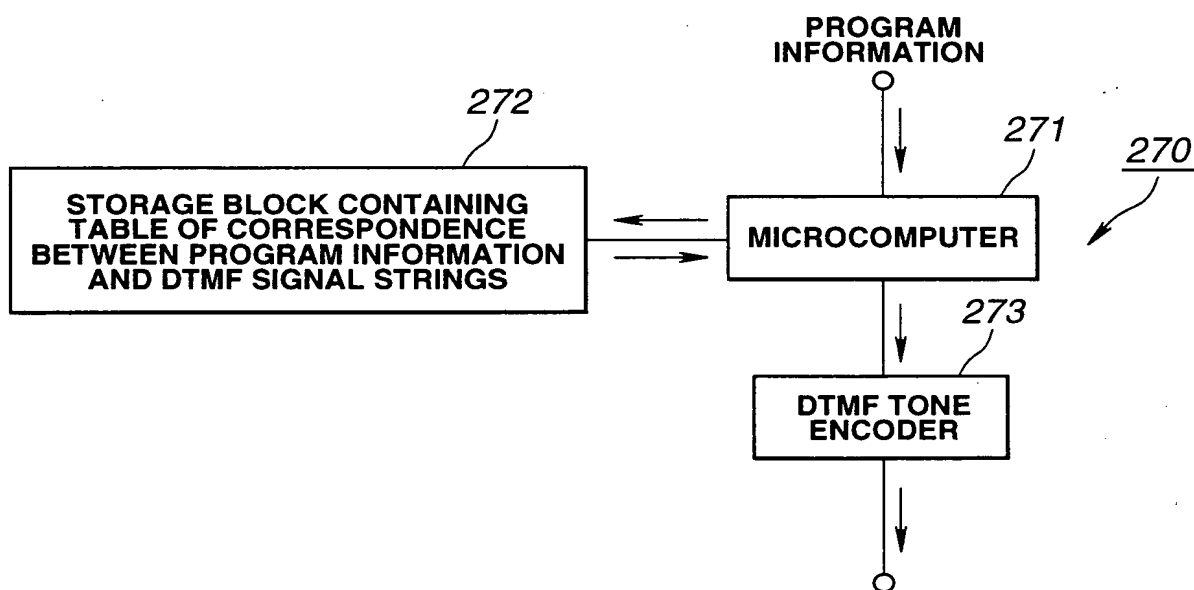 PROGRAM
INFORMATION
272
271
270
STORAGE BLOCK CONTAINING
TABLE OF CORRESPONDENCE
BETWEEN PROGRAM INFORMATION
AND DTMF SIGNAL STRINGS
MICROCOMPUTER
273
DTMF TONE
ENCODER